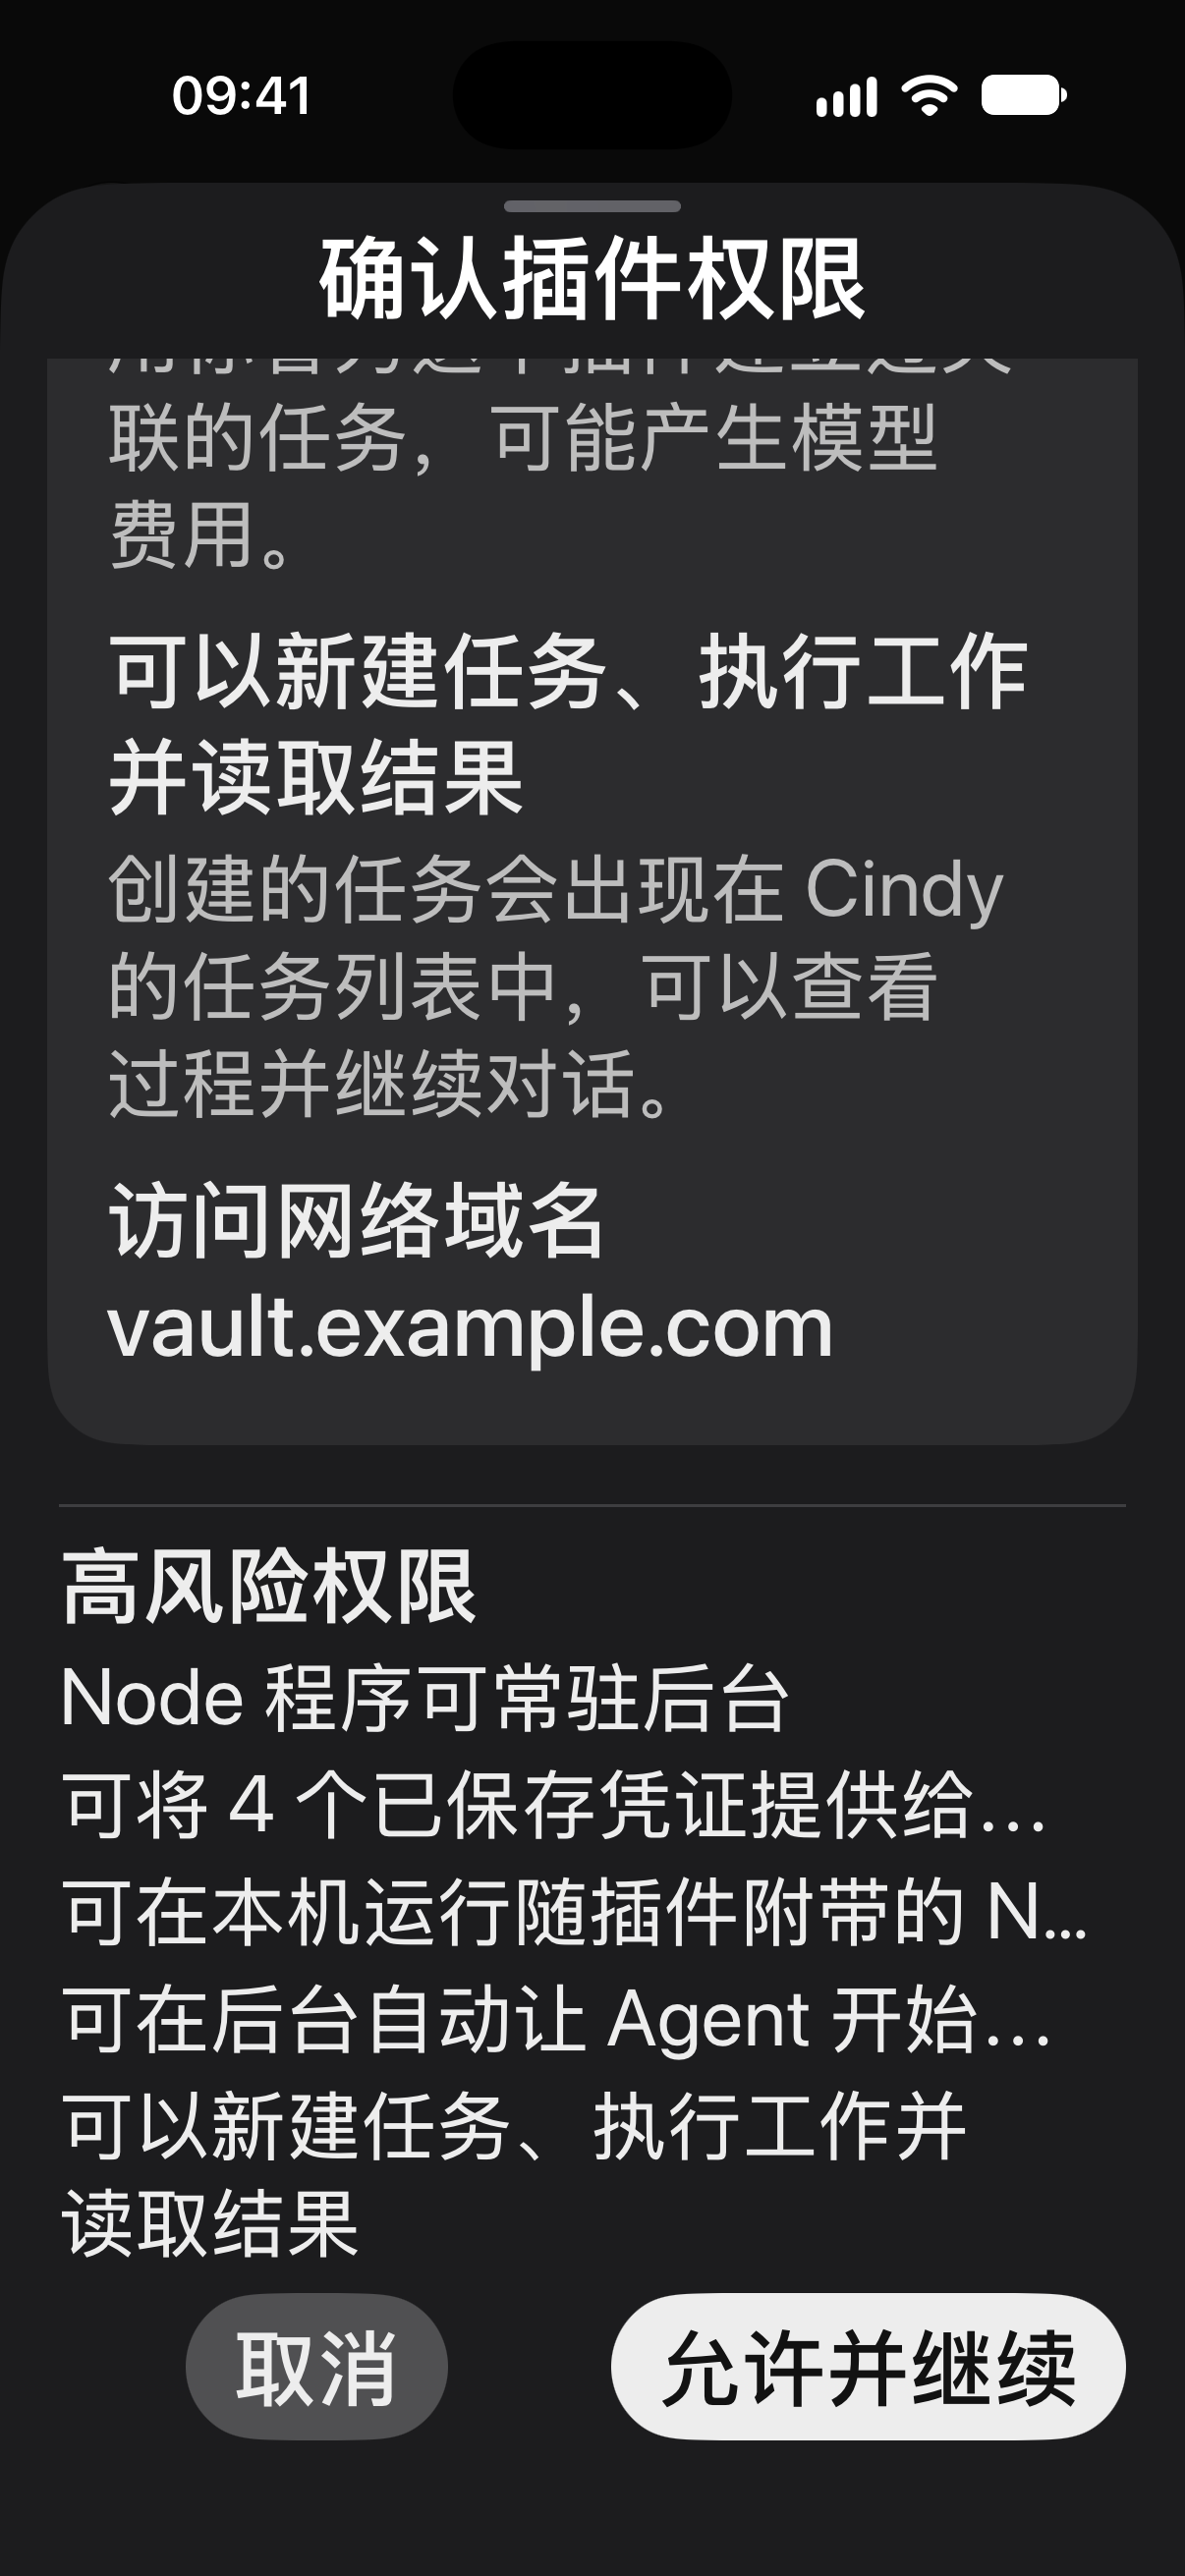 09:41
确认插件权限
联的任务，可能产生模型
费用。
可以新建任务、执行工作
并读取结果
创建的任务会出现在 Cindy
的任务列表中，可以查看
过程并继续对话。
访问网络域名
vault.example.com
高风险权限
Node 程序可常驻后台
可将 4 个已保存凭证提供给…
可在本机运行随插件附带的 N...
可在后台自动让 Agent 开始…
可以新建任务、执行工作并
读取结果
取消
允许并继续